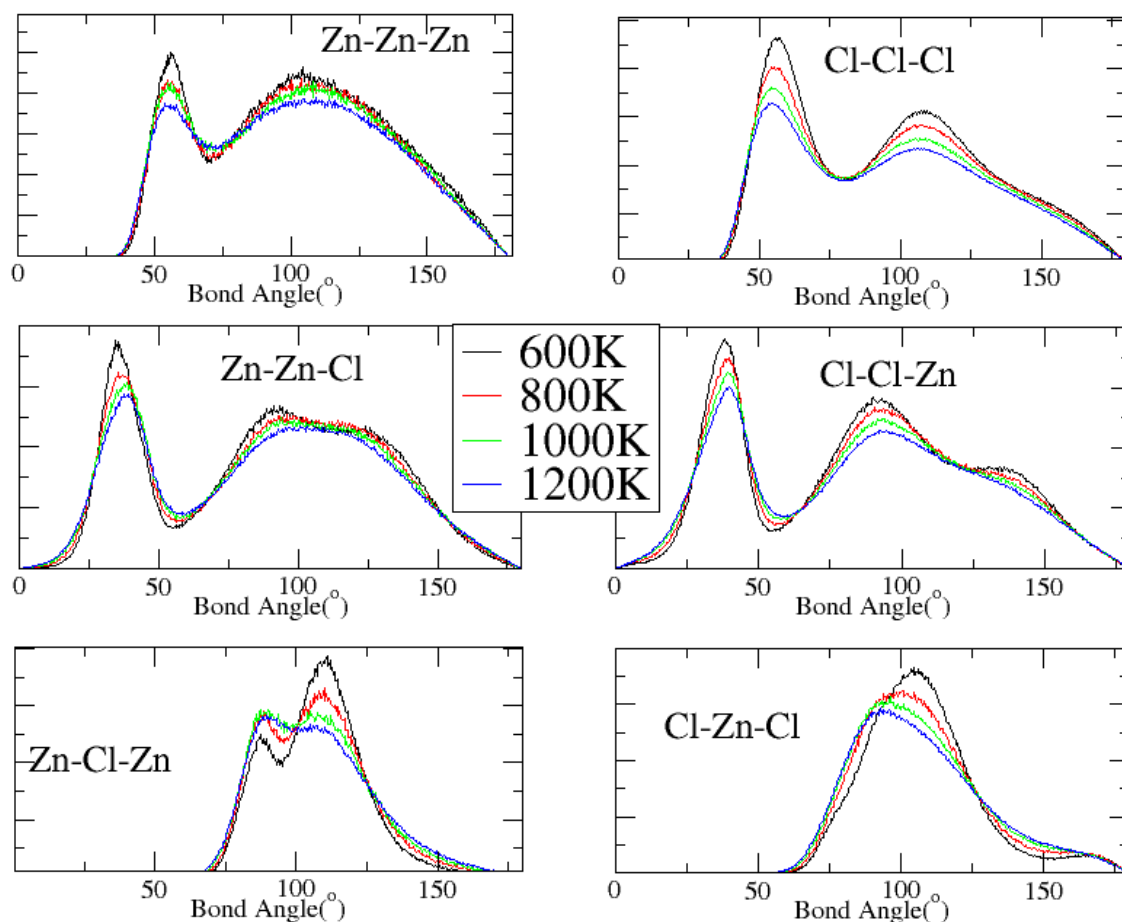 Zn-Zn-Zn
0 50 100 150
Bond Angle(°)
Cl-Cl-Cl
0 50 100 150
Bond Angle(°)
Zn-Zn-Cl
0 50 100 150
Bond Angle(°)
600K
800K
1000K
1200K
Cl-Cl-Zn
0 50 100 150
Bond Angle(°)
Zn-Cl-Zn
50 100 150
Bond Angle(°)
Cl-Zn-Cl
0 50 100 150
Bond Angle(°)